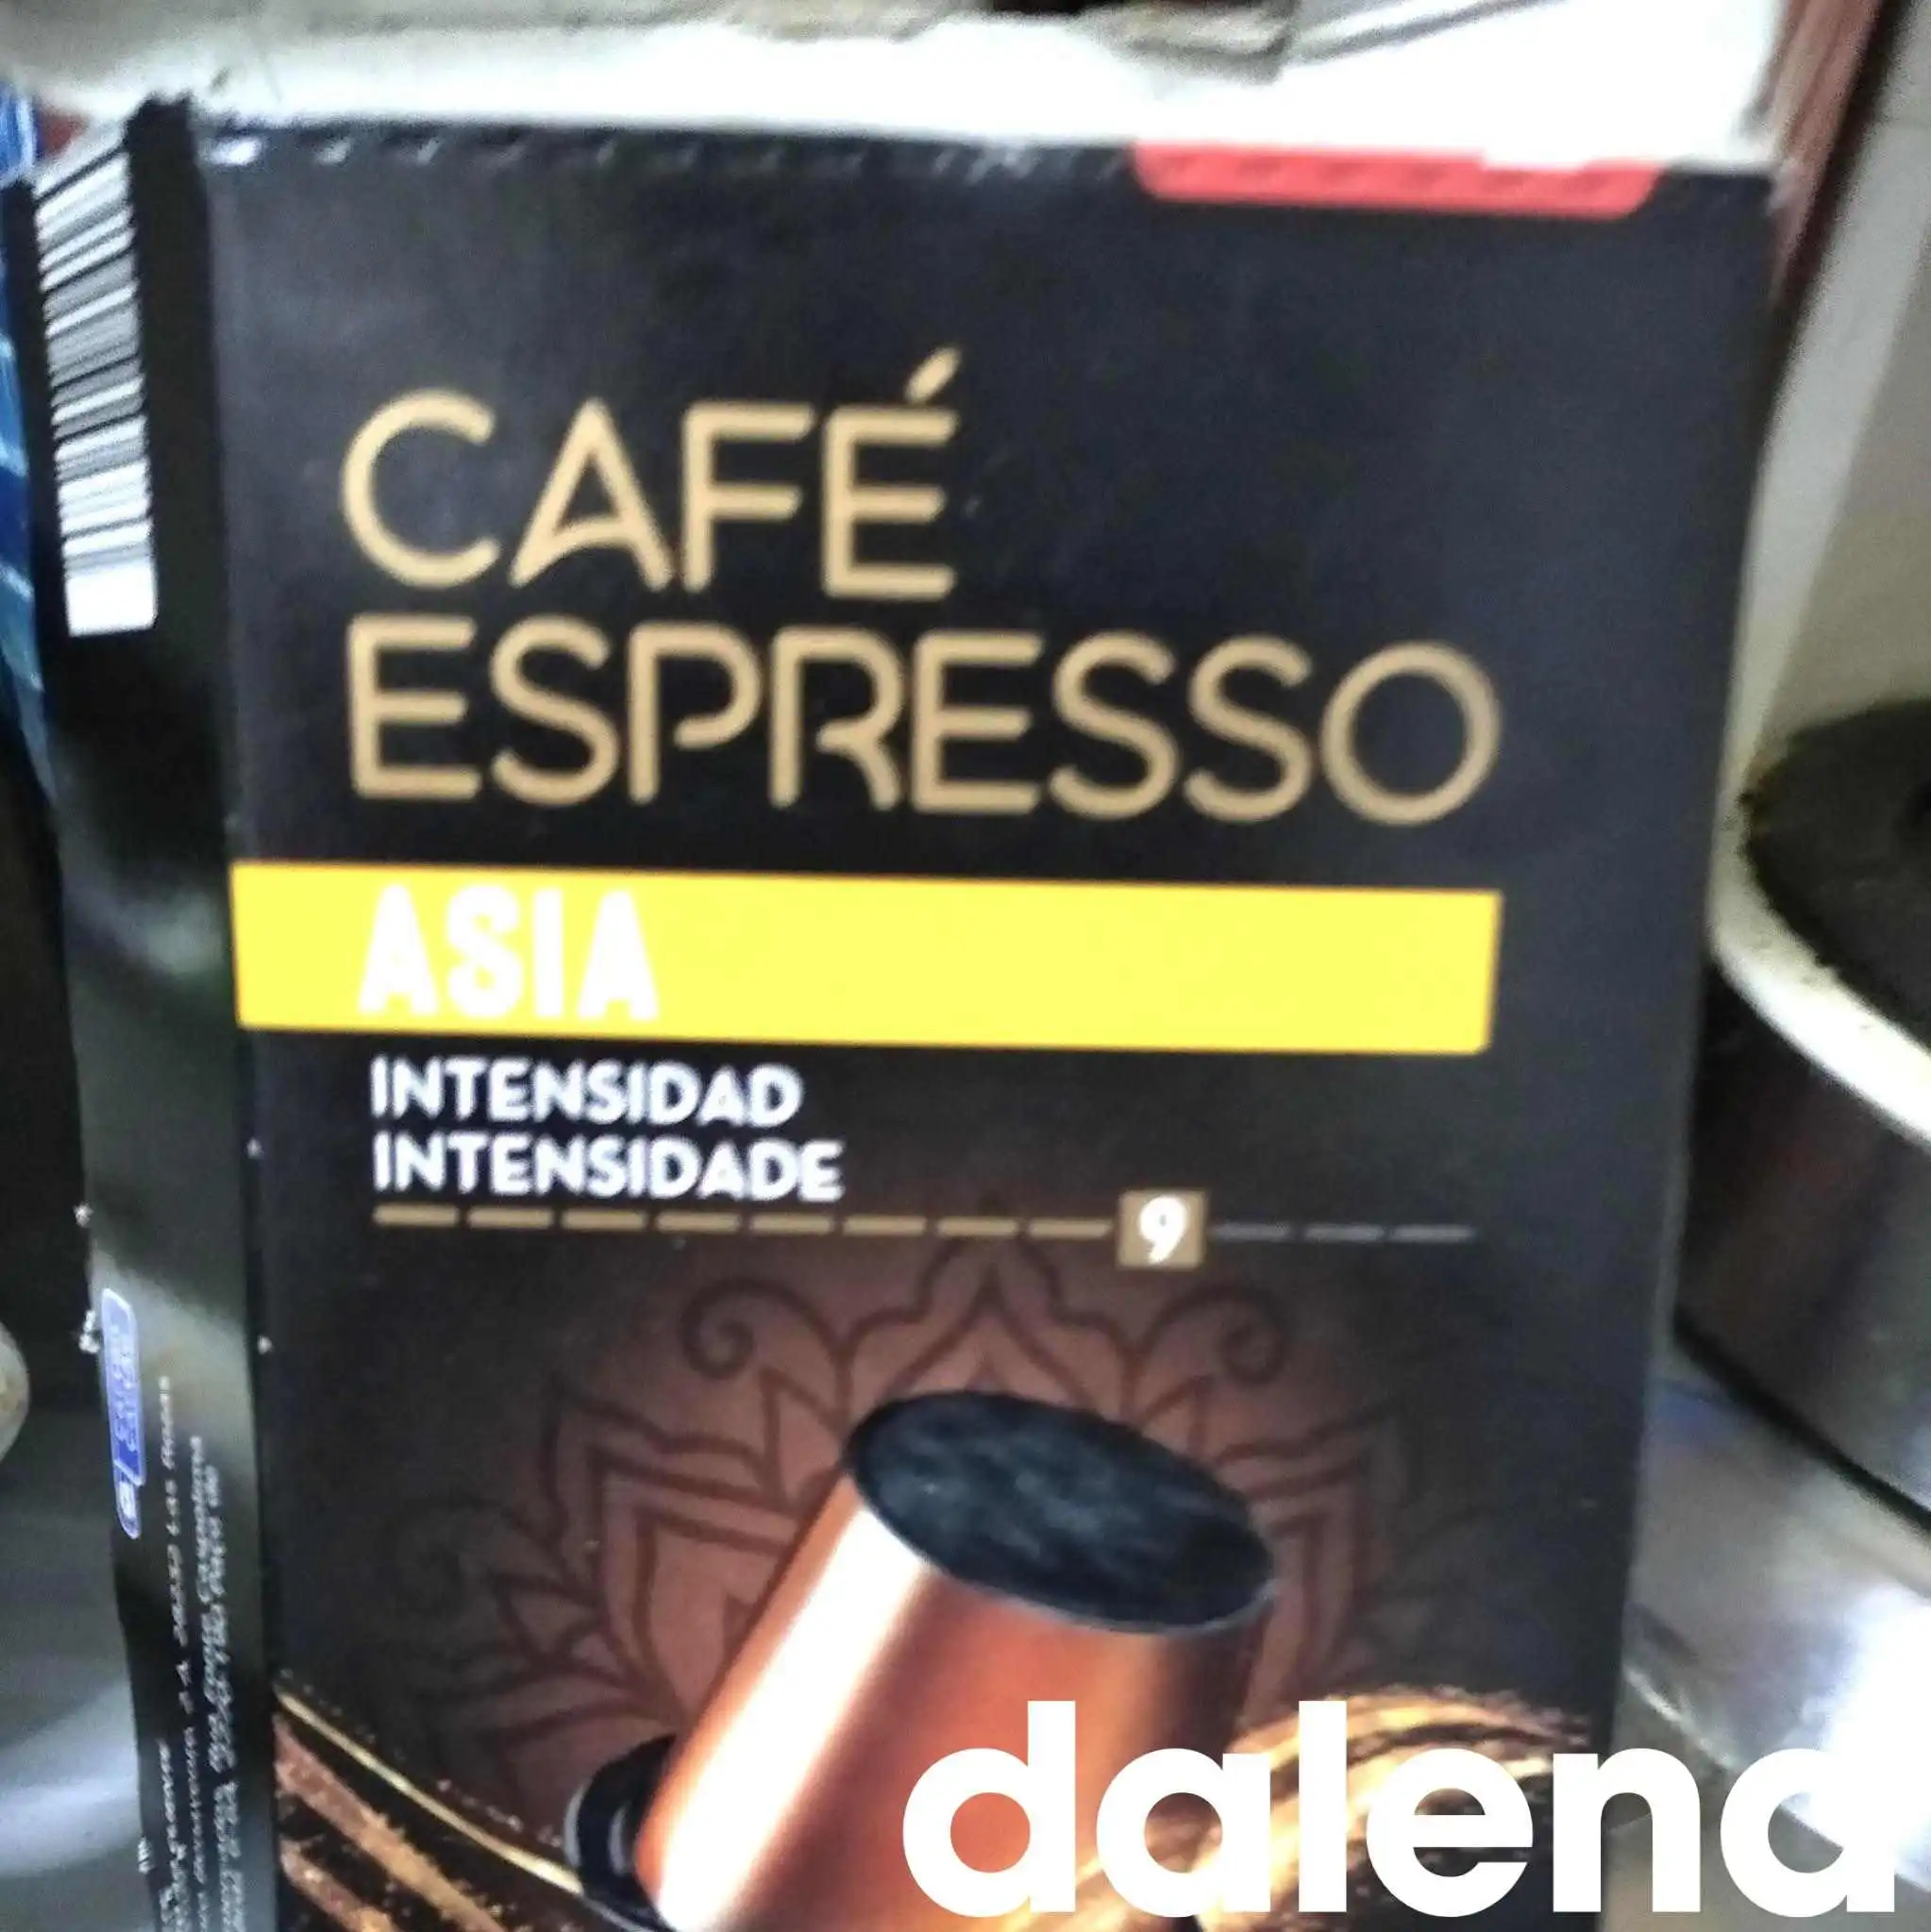 CAFÉ
ESPRESSO
ASIA
INTENSIDAD
INTENSIDADE
9
dalena